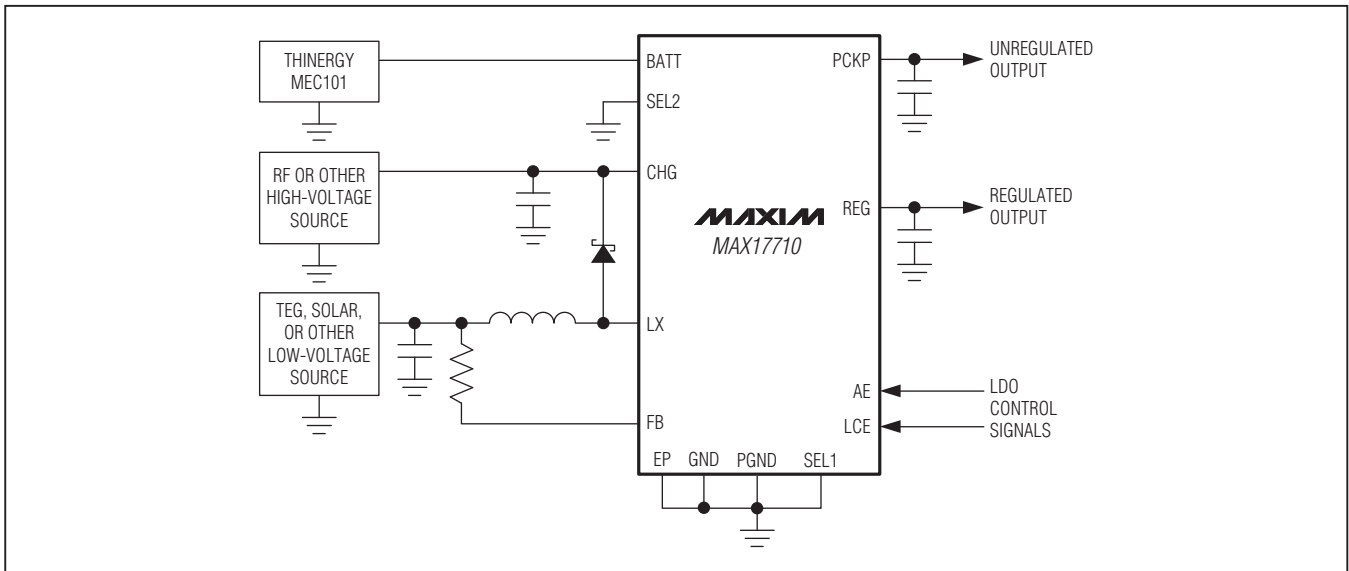 THINERGY
MEC101
RF OR OTHER
HIGH-VOLTAGE
SOURCE
TEG, SOLAR,
OR OTHER
LOW-VOLTAGE
SOURCE
BATT
SEL2
CHG
LX
FB
MAXIM
MAX17710
PCKP
REG
AE
LCE
EP GND PGND SEL1
UNREGULATED
OUTPUT
REGULATED
OUTPUT
LDO
CONTROL
SIGNALS